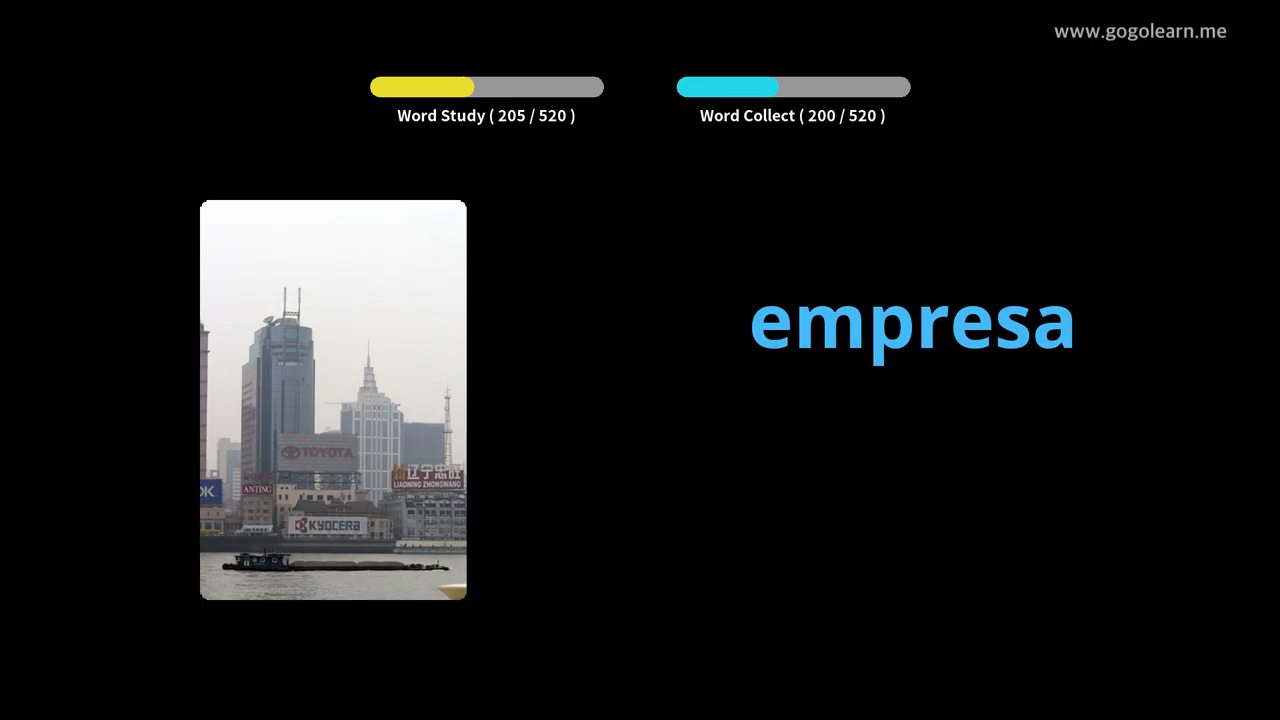 www.gogolearn.me
Word Study ( 205 / 520 )
Word Collect ( 200 / 520 )
empresa
TOYOTA
辽宁忠旺
LIAONING ZHONGWANG
OK
ANTING
KYOCERA